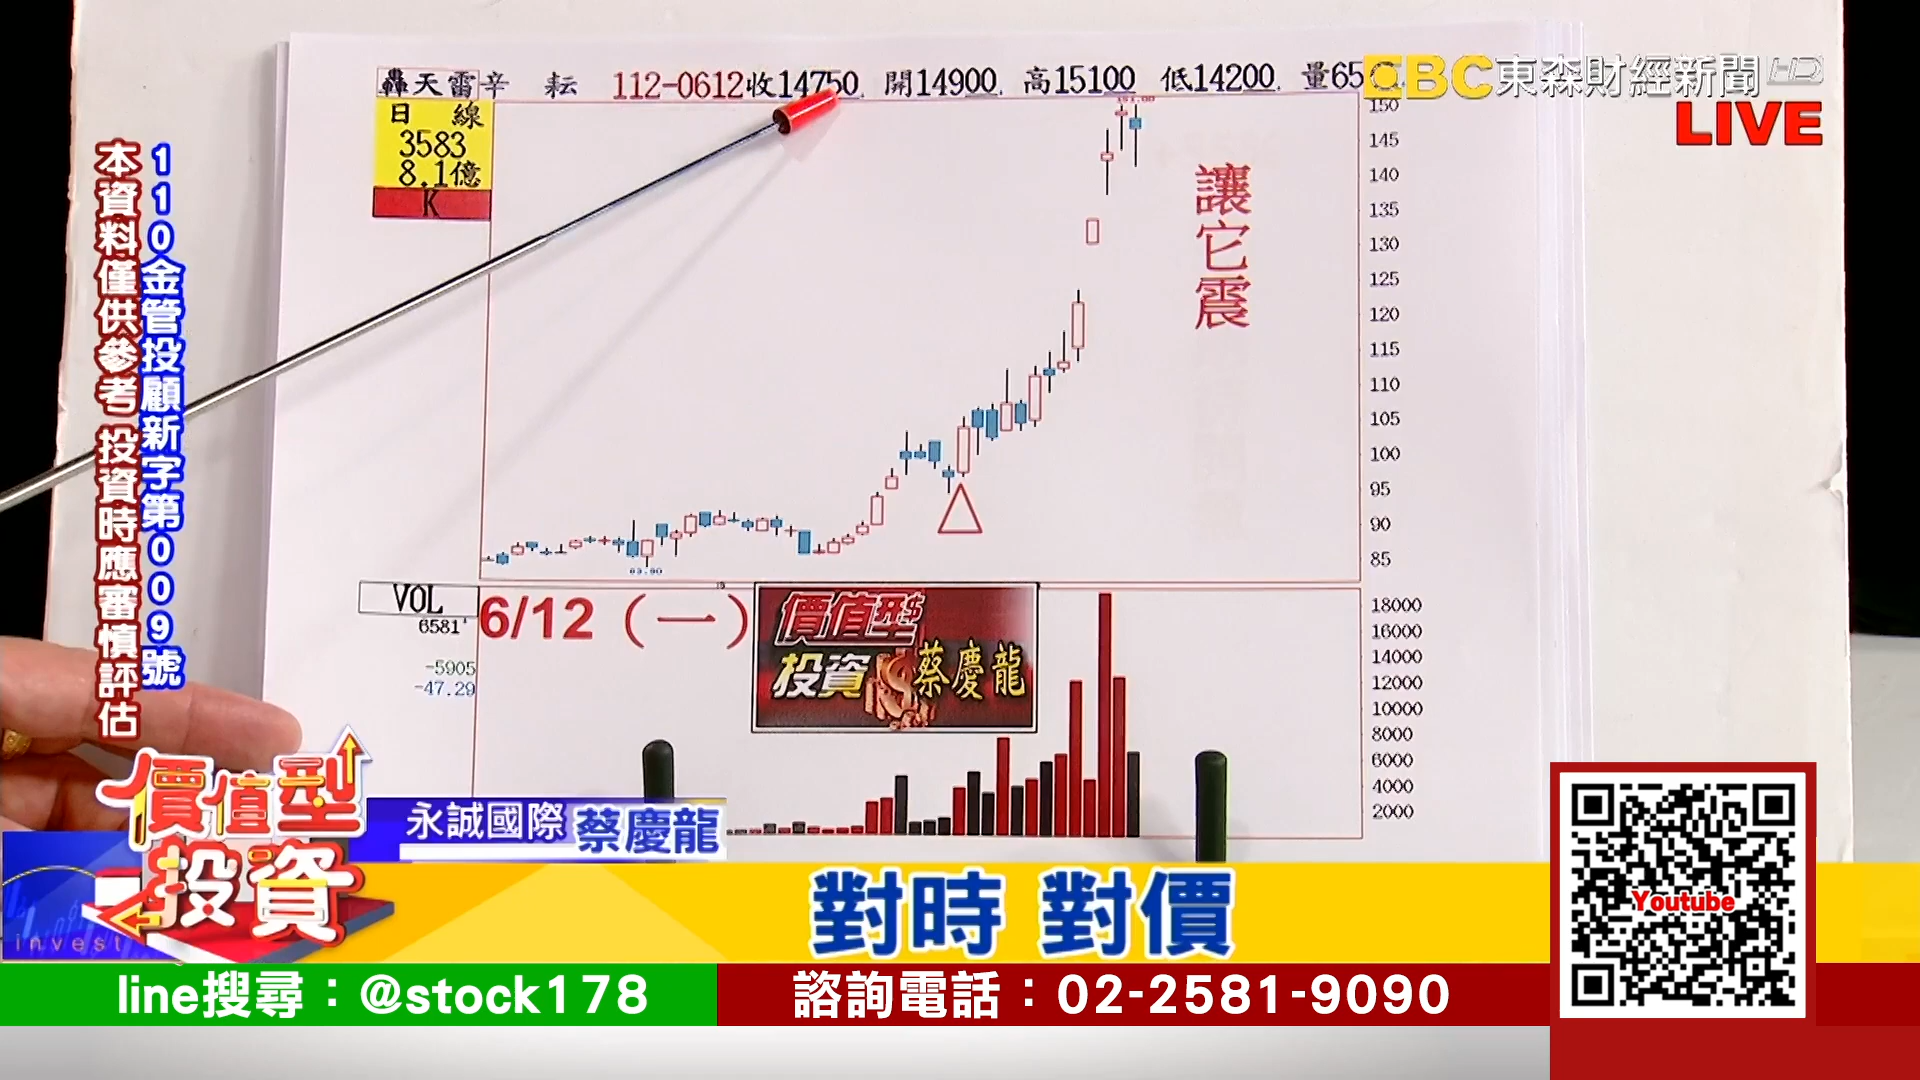 轟天雷辛 耘 112-0612收14750 開14900 高15100 低14200 量65
EBC東森財經新聞HD
LIVE
日 線
3583
8.1億
K
110金管投顧新字第009號
本資料僅供參考 投資時應審慎評估
讓它震
151.00
150
145
140
135
130
125
120
115
110
105
100
95
90
85
83.90
VOL
6581
-5905
-47.29
6/12（一）
價值型
投資
蔡慶龍
18000
16000
14000
12000
10000
8000
6000
4000
2000
價值型
投資
invest
永誠國際 蔡慶龍
對時 對價
Youtube
line搜尋：@stock178
諮詢電話：02-2581-9090